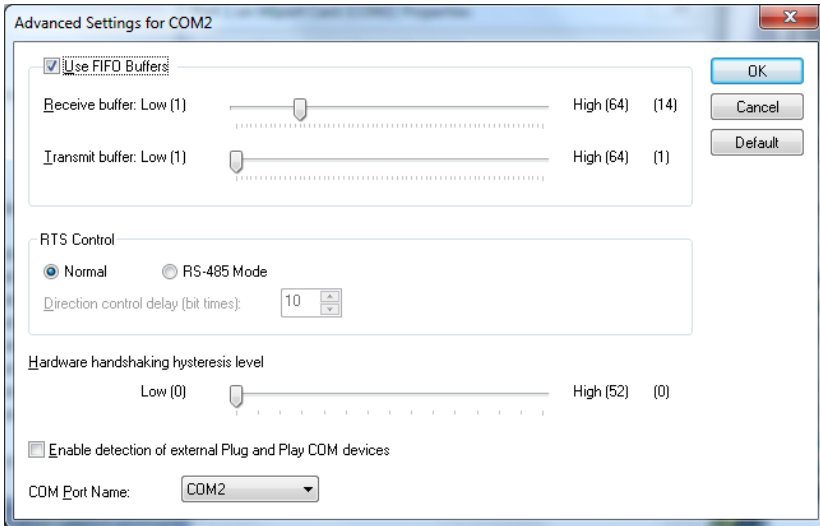 Advanced Settings for COM2
Use FIFO Buffers
Receive buffer: Low (1) High (64) (14)
Transmit buffer: Low (1) High (64) (1)
OK
Cancel
Default
RTS Control
Normal RS-485 Mode
Direction control delay (bit times): 10
Hardware handshaking hysteresis level
Low (0) High (52) (0)
Enable detection of external Plug and Play COM devices
COM Port Name: COM2